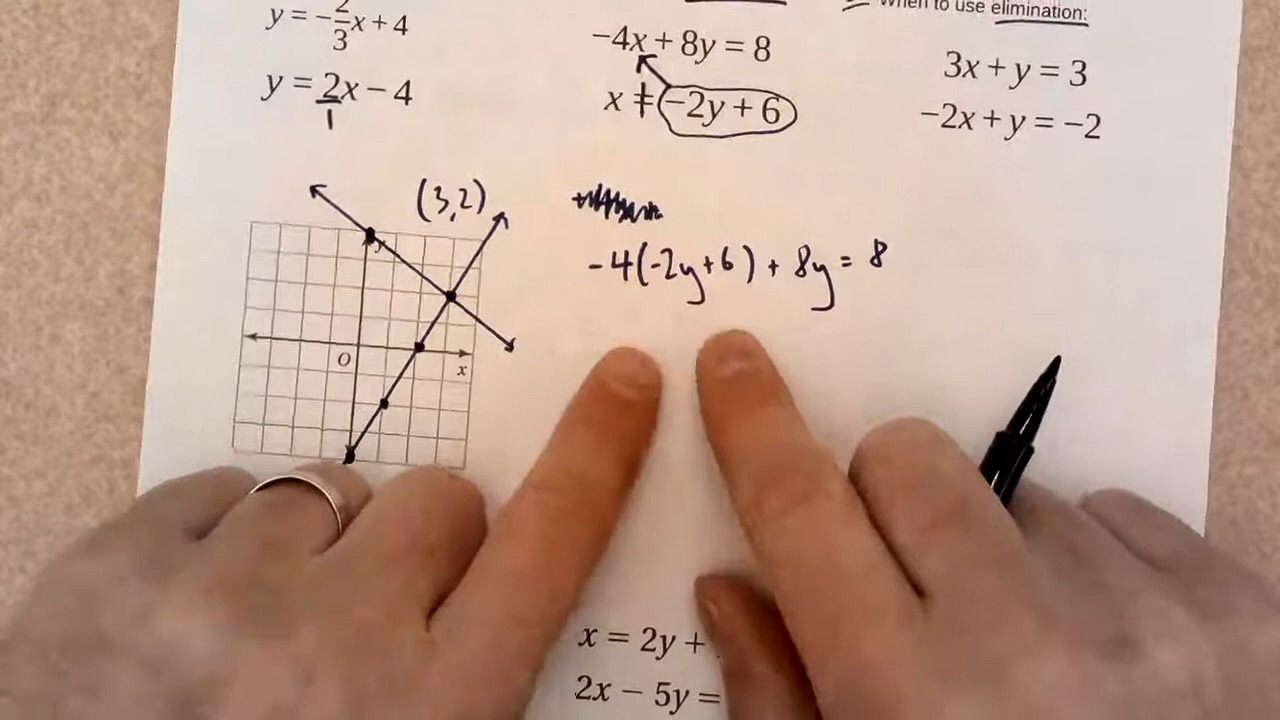 y = -2/3x + 4
y = 2x - 4
1
(3,2)
y
O
x
-4x + 8y = 8
x = -2y + 6
-4(-2y+6) + 8y = 8
When to use elimination:
3x + y = 3
-2x + y = -2
x = 2y +
2x - 5y =